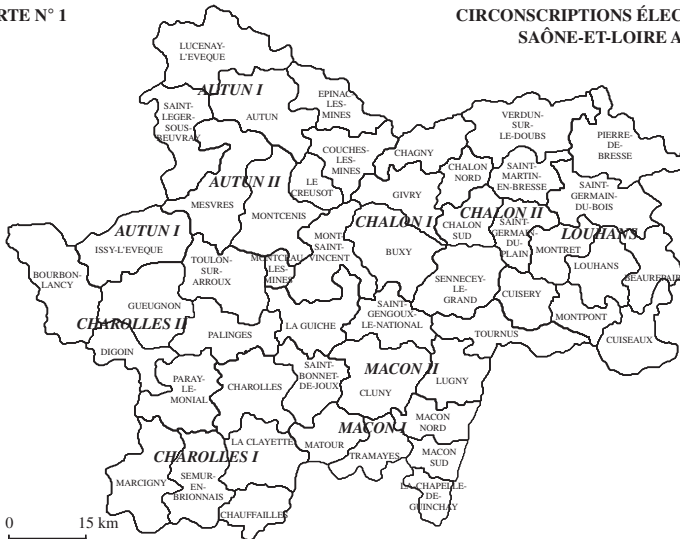 RTE N° 1
CIRCONSCRIPTIONS ÉLEC
SAÔNE-ET-LOIRE A
LUCENAY-
L'EVEQUE
AUTUN I
SAINT-
LEGER-
SOUS-
BEUVRAY
AUTUN
EPINAC-
LES-
MINES
VERDUN-
SUR-
LE-DOUBS
PIERRE-
DE-
BRESSE
COUCHES-
LES-
MINES
CHAGNY
CHALON
NORD
SAINT-
MARTIN-
EN-BRESSE
AUTUN II
LE
CREUSOT
GIVRY
SAINT-
GERMAIN-
DU-BOIS
MESVRES
MONTCENIS
CHALON I
CHALON II
AUTUN I
ISSY-L'EVEQUE
MONT
SAINT-
VINCENT
BUXY
CHALON
SUD
SAINT-
GERMAIN-
DU-
PLAIN
LOUHANS
MONTRET
LOUHANS
BOURBON-
LANCY
TOULON-
SUR-
ARROUX
MONTCEAU
LES-
MINES
SENNECEY-
LE-
GRAND
CUISERY
BEAUREPAIR
GUEUGNON
CHAROLLES II
PALINGES
LA GUICHE
SAINT-
GENGOUX-
LE-NATIONAL
TOURNUS
MONTPONT
CUISEAUX
DIGOIN
PARAY-
LE-
MONIAL
CHAROLLES
SAINT-
BONNET-
DE-JOUX
MACON II
CLUNY
LUGNY
MACON
NORD
MACON I
LA CLAYETTE
MATOUR
TRAMAYES
MACON
SUD
CHAROLLES I
MARCIGNY
SEMUR-
EN-
BRIONNAIS
LA-CHAPELLE-
DE-
GUINCHAY
CHAUFFAILLES
0 15 km